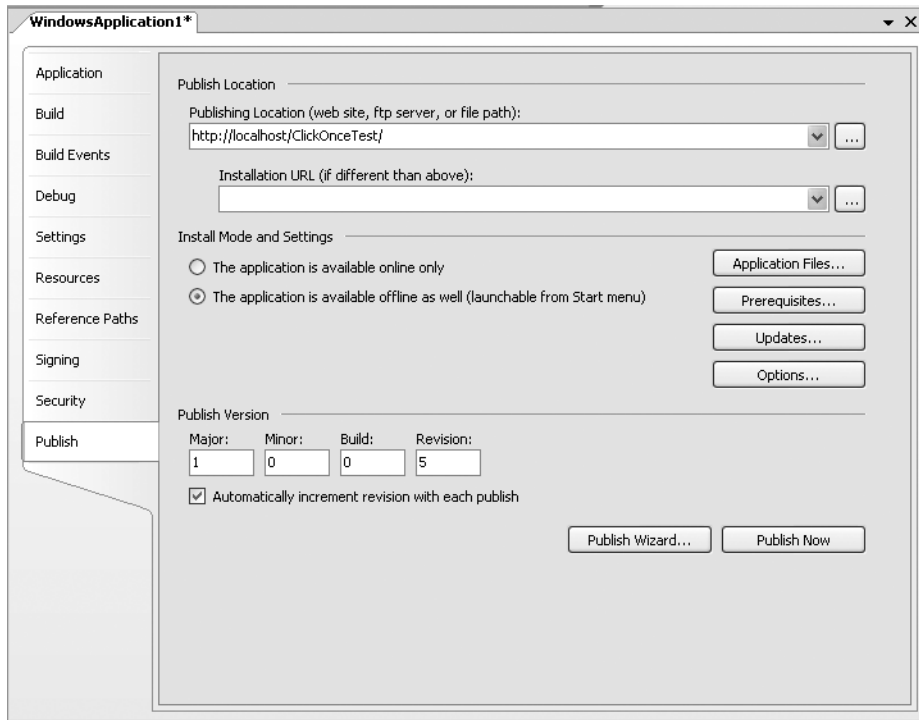 WindowsApplication1*
Application
Build
Build Events
Debug
Settings
Resources
Reference Paths
Signing
Security
Publish
Publish Location
Publishing Location (web site, ftp server, or file path):
http://localhost/ClickOnceTest/
...
Installation URL (if different than above):
...
Install Mode and Settings
The application is available online only
The application is available offline as well (launchable from Start menu)
Application Files...
Prerequisites...
Updates...
Options...
Publish Version
Major: Minor: Build: Revision:
1 0 0 5
Automatically increment revision with each publish
Publish Wizard... Publish Now